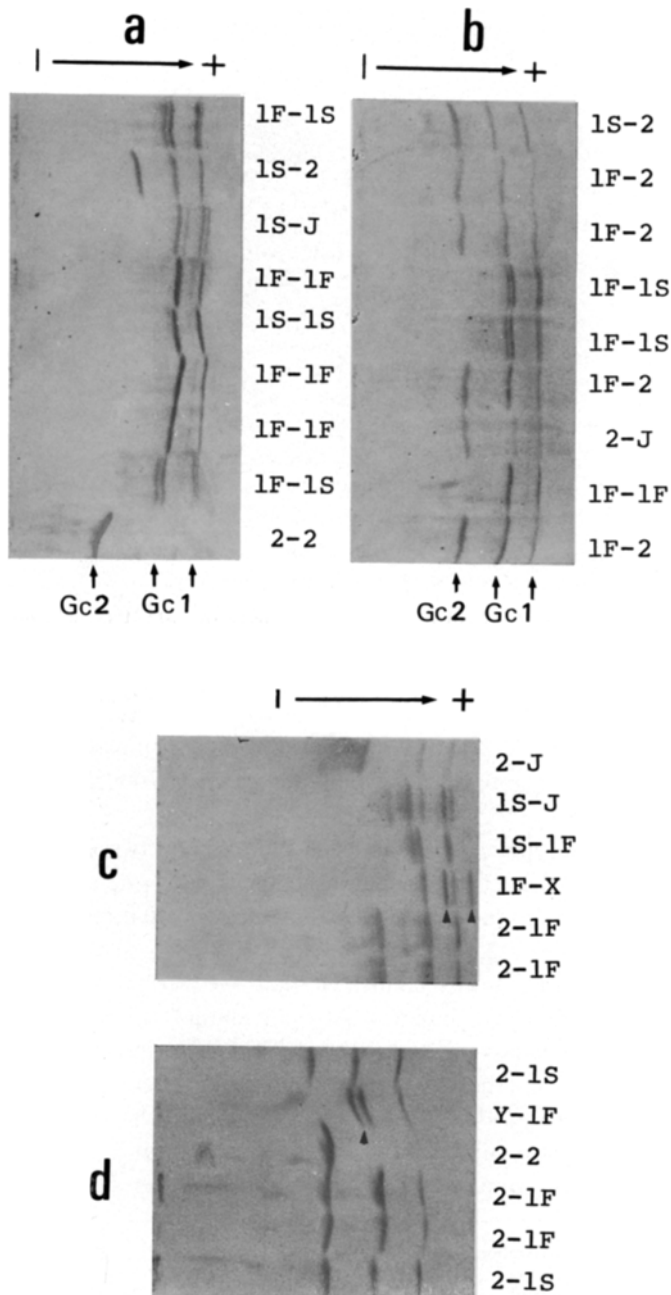 a
b
1F-1S
1S-2
1S-J
1F-1F
1S-1S
1F-1F
1F-1F
1F-1S
2-2
Gc2 Gc1
1S-2
1F-2
1F-2
1F-1S
1F-1S
1F-2
2-J
1F-1F
1F-2
Gc2 Gc1
c
2-J
1S-J
1S-1F
1F-X
2-1F
2-1F
d
2-1S
Y-1F
2-2
2-1F
2-1F
2-1S